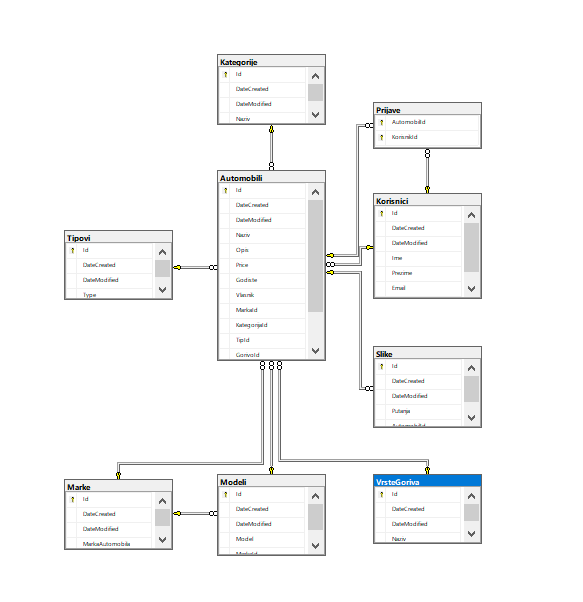 Kategorije
Id
DateCreated
DateModified
Naziv
Prijave
AutomobilId
KorisnikId
Automobili
Id
DateCreated
DateModified
Naziv
Opis
Price
Godiste
Vlasnik
MarkaId
KategorijaId
TipId
GorivoId
Korisnici
Id
DateCreated
DateModified
Ime
Prezime
Email
Tipovi
Id
DateCreated
DateModified
Type
Slike
Id
DateCreated
DateModified
Putanja
AutomobilId
Marke
Id
DateCreated
DateModified
MarkaAutomobila
Modeli
Id
DateCreated
DateModified
Model
MarkaId
VrsteGoriva
Id
DateCreated
DateModified
Naziv